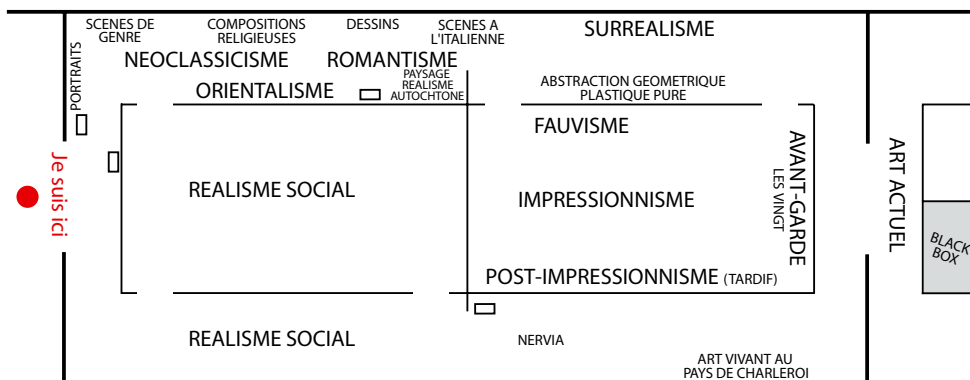 SCENES DE
GENRE
COMPOSITIONS
RELIGIEUSES
DESSINS
SCENES A
L'ITALIENNE
SURREALISME
NEOCLASSICISME
ROMANTISME
PORTRAITS
ORIENTALISME
PAYSAGE
REALISME
AUTOCHTONE
ABSTRACTION GEOMETRIQUE
PLASTIQUE PURE
FAUVISME
Je suis ici
REALISME SOCIAL
IMPRESSIONNISME
AVANT-GARDE
LES VINGT
ART ACTUEL
BLACK
BOX
POST-IMPRESSIONNISME (TARDIF)
REALISME SOCIAL
NERVIA
ART VIVANT AU
PAYS DE CHARLEROI